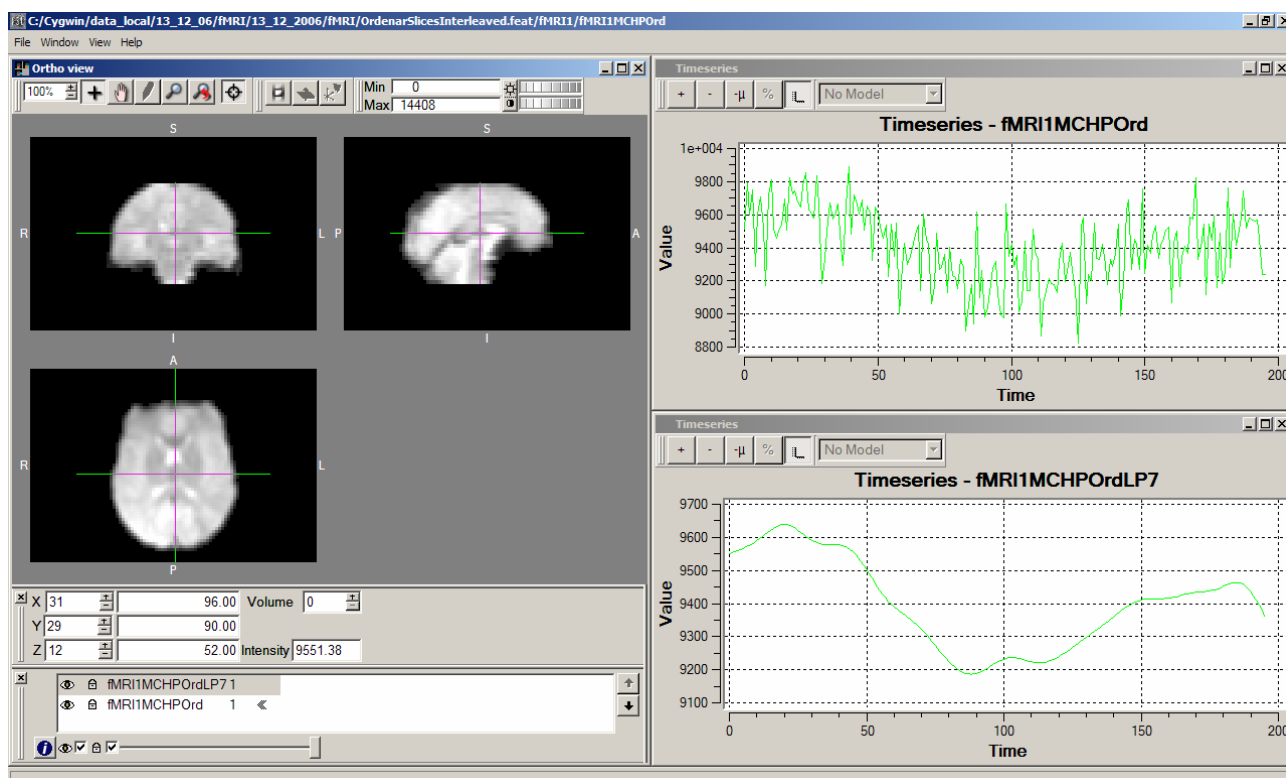 C:/Cygwin/data_local/13_12_06/fMRI/13_12_2006/fMRI/OrdenarSlicesInterleaved.feat/fMRI1/fMRI1MCHPOrd
File Window View Help
Ortho view
100%
Min 0
Max 14408
S
R
L
I
S
P
A
I
A
R
L
P
X 31 96.00 Volume 0
Y 29 90.00
Z 12 52.00 Intensity 9551.38
fMRI1MCHPOrdLP7 1
fMRI1MCHPOrd 1
Timeseries
+ - -µ % No Model
Timeseries - fMRI1MCHPOrd
1e+004
9800
9600
9400
9200
9000
8800
Value
0 50 100 150 200
Time
Timeseries
+ - -µ % No Model
Timeseries - fMRI1MCHPOrdLP7
9700
9600
9500
9400
9300
9200
9100
Value
0 50 100 150 200
Time